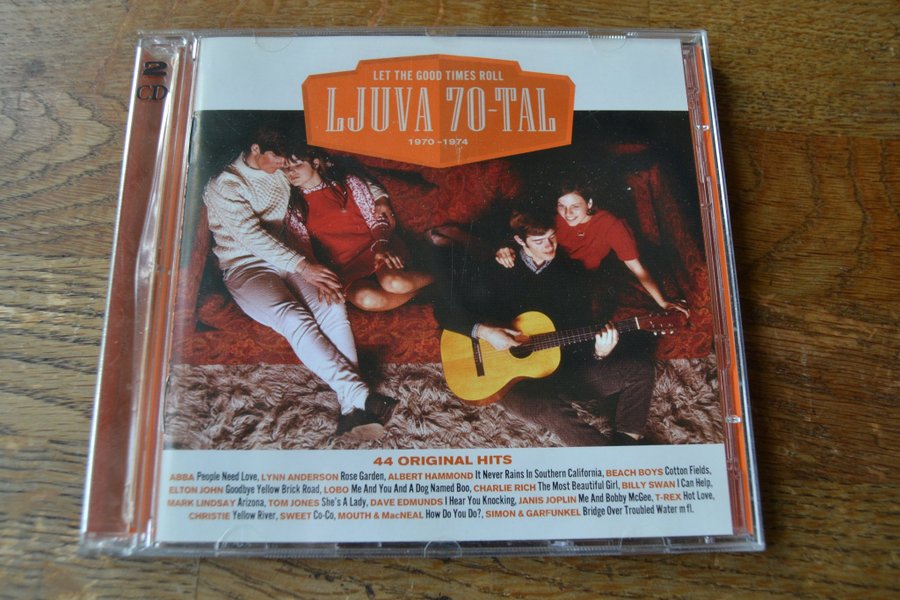 2
CD
LET THE GOOD TIMES ROLL
LJUVA 70-TAL
1970-1974
44 ORIGINAL HITS
ABBA People Need Love, LYNN ANDERSON Rose Garden, ALBERT HAMMOND It Never Rains In Southern California, BEACH BOYS Cotton Fields,
ELTON JOHN Goodbye Yellow Brick Road, LOBO Me And You And A Dog Named Boo, CHARLIE RICH The Most Beautiful Girl, BILLY SWAN I Can Help,
MARK LINDSAY Arizona, TOM JONES She's A Lady, DAVE EDMUNDS I Hear You Knocking, JANIS JOPLIN Me And Bobby McGee, T-REX Hot Love,
CHRISTIE Yellow River, SWEET Co-Co, MOUTH & MacNEAL How Do You Do?, SIMON & GARFUNKEL Bridge Over Troubled Water m fl.